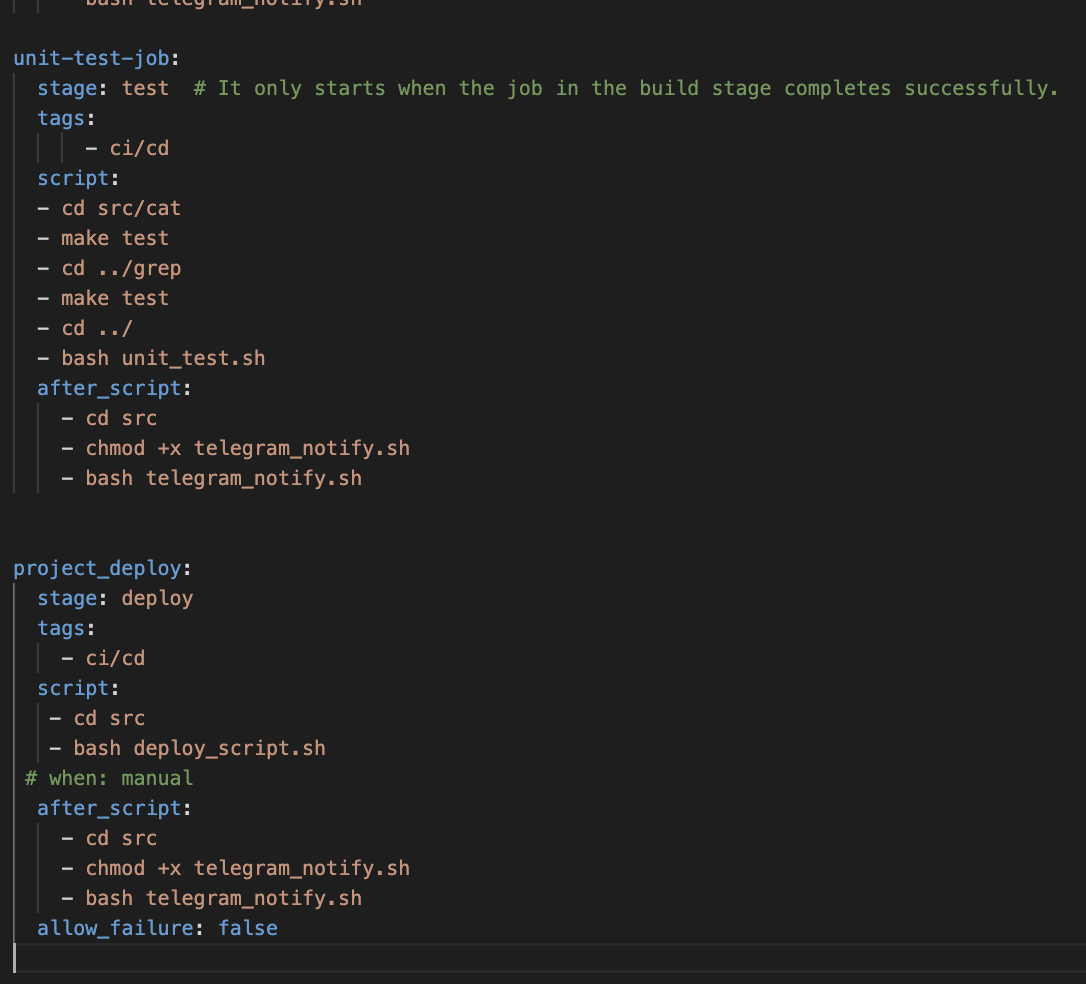 bash telegram_notify.sh
unit-test-job:
stage: test  # It only starts when the job in the build stage completes successfully.
tags:
- ci/cd
script:
- cd src/cat
- make test
- cd ../grep
- make test
- cd ../
- bash unit_test.sh
after_script:
- cd src
- chmod +x telegram_notify.sh
- bash telegram_notify.sh
project_deploy:
stage: deploy
tags:
- ci/cd
script:
- cd src
- bash deploy_script.sh
# when: manual
after_script:
- cd src
- chmod +x telegram_notify.sh
- bash telegram_notify.sh
allow_failure: false